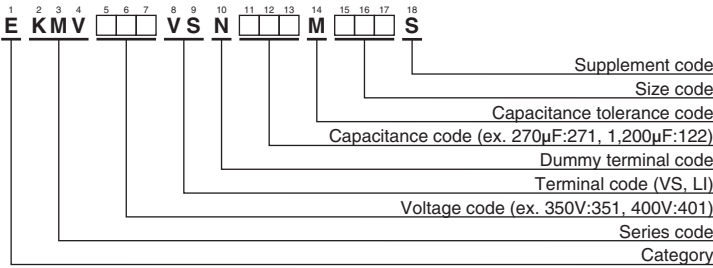 1 2 3 4 5 6 7 8 9 10 11 12 13 14 15 16 17 18
E KMV □□□ VS N □□□ M □□□ S
Supplement code
Size code
Capacitance tolerance code
Capacitance code (ex. 270µF:271, 1,200µF:122)
Dummy terminal code
Terminal code (VS, LI)
Voltage code (ex. 350V:351, 400V:401)
Series code
Category